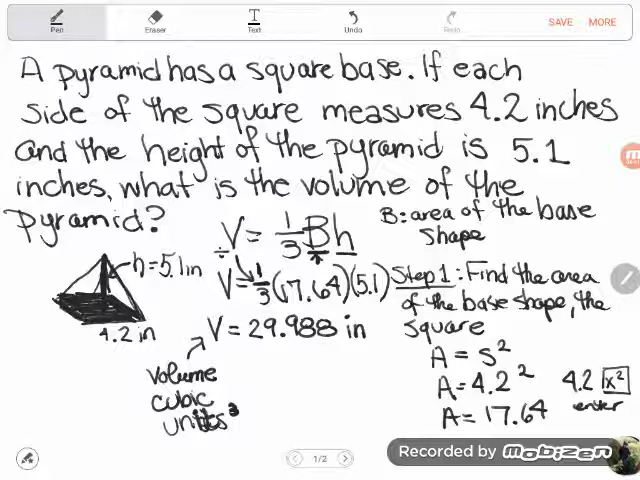 Pen
Eraser
Text
Undo
Redo
SAVE
MORE
A pyramid has a square base. If each
side of the square measures 4.2 inches
and the height of the pyramid is 5.1
inches, what is the volume of the
pyramid?
V = 1/3 Bh
B: area of the base
shape
h = 5.1 in
4.2 in
÷
V = 1/3 (17.64)(5.1)
V = 29.988 in
volume
cubic
units³
Step 1: Find the area
of the base shape, the
square
A = s²
A = 4.2²
A = 17.64
4.2 x²
enter
1/2
Recorded by
mobizen